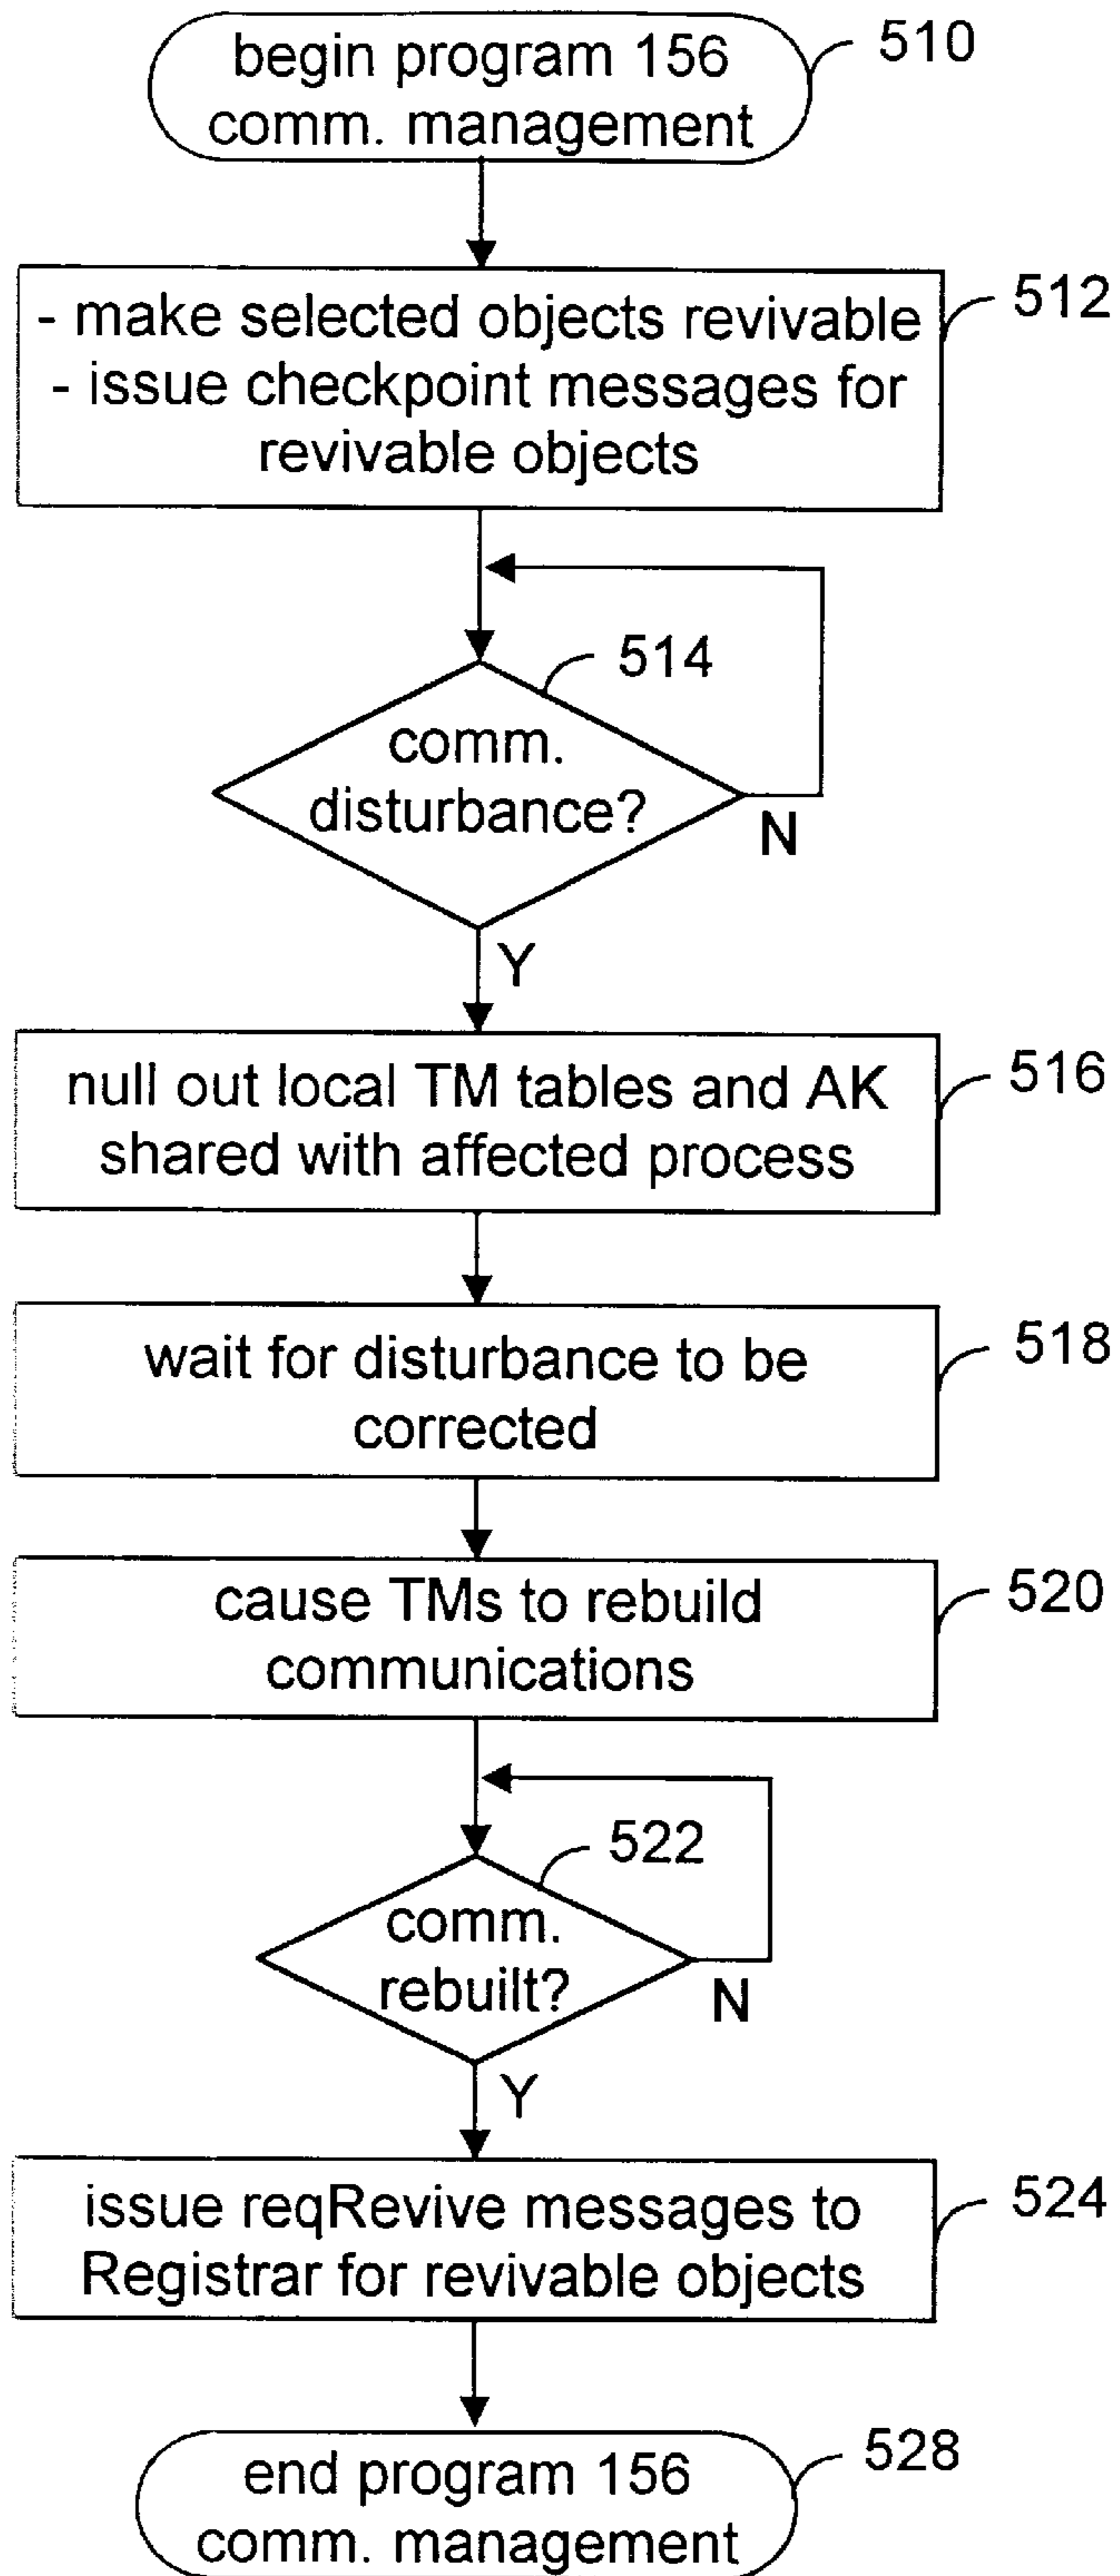 begin program 156
comm. management
510
- make selected objects revivable
- issue checkpoint messages for
revivable objects
512
514
comm.
disturbance?
N
Y
null out local TM tables and AK
shared with affected process
516
wait for disturbance to be
corrected
518
cause TMs to rebuild
communications
520
522
comm.
rebuilt?
N
Y
issue reqRevive messages to
Registrar for revivable objects
524
end program 156
comm. management
528